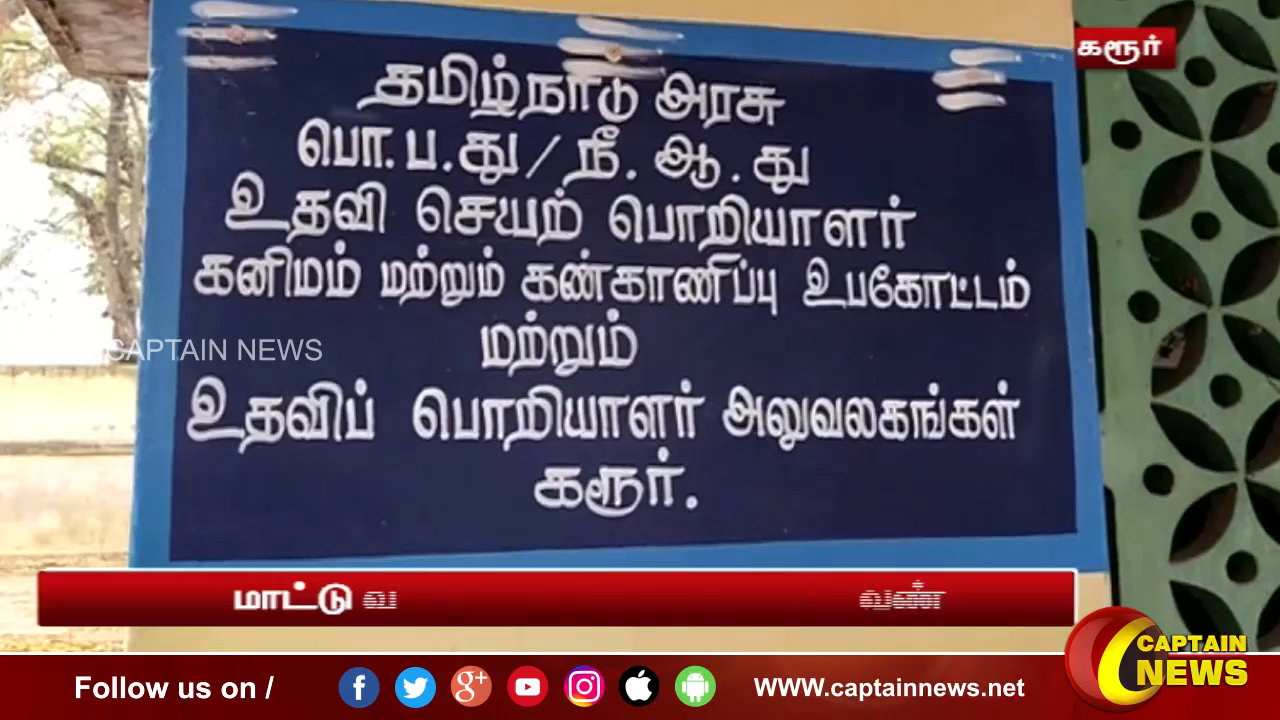 கரூர்
தமிழ்நாடு அரசு
பொ.ப.து/நீ.ஆ.து
உதவி செயற் பொறியாளர்
கனிமம் மற்றும் கண்காணிப்பு உபகோட்டம்
மற்றும்
உதவிப் பொறியாளர் அலுவலகங்கள்
கரூர்.
CAPTAIN NEWS
மாட்டு வ
வண்
Follow us on /
WWW.captainnews.net
CAPTAIN
NEWS